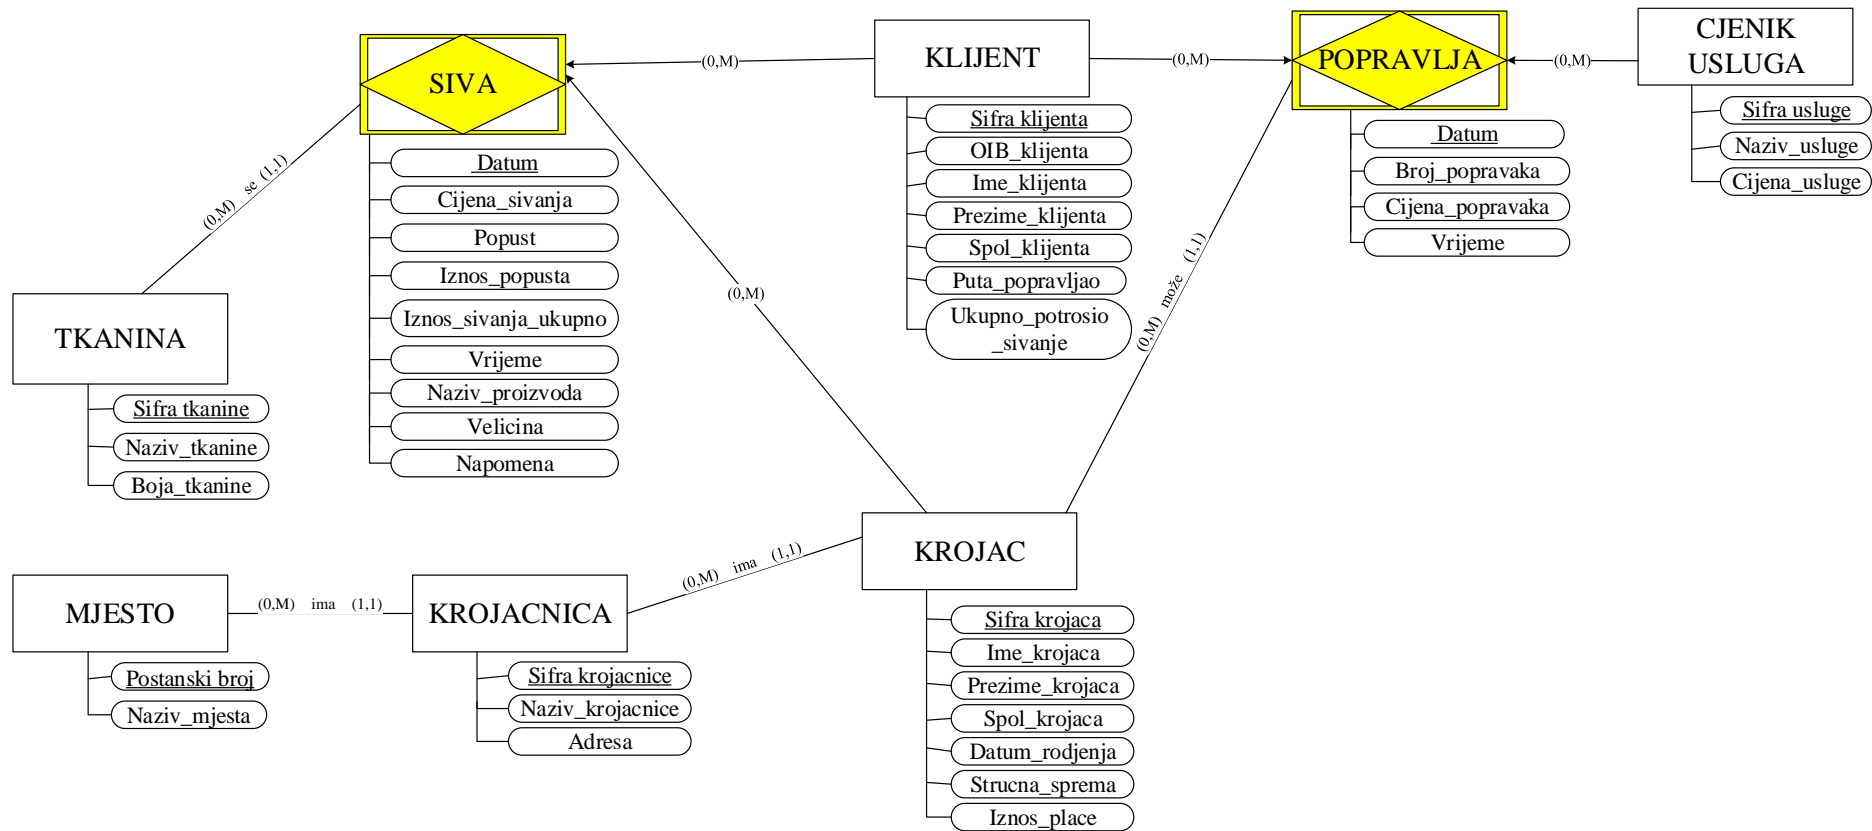 SIVA
Datum
Cijena_sivanja
Popust
Iznos_popusta
Iznos_sivanja_ukupno
Vrijeme
Naziv_proizvoda
Velicina
Napomena
(0,M)
KLIJENT
Sifra klijenta
OIB_klijenta
Ime_klijenta
Prezime_klijenta
Spol_klijenta
Puta_popravljao
Ukupno_potrosio
_sivanje
(0,M)
POPRAVLJA
Datum
Broj_popravaka
Cijena_popravaka
Vrijeme
(0,M)
CJENIK
USLUGA
Sifra usluge
Naziv_usluge
Cijena_usluge
(0,M) se (1,1)
(0,M)
(0,M) može (1,1)
TKANINA
Sifra tkanine
Naziv_tkanine
Boja_tkanine
MJESTO
Postanski broj
Naziv_mjesta
(0,M) ima (1,1)
KROJACNICA
Sifra krojacnice
Naziv_krojacnice
Adresa
(0,M) ima (1,1)
KROJAC
Sifra krojaca
Ime_krojaca
Prezime_krojaca
Spol_krojaca
Datum_rodjenja
Strucna_sprema
Iznos_place